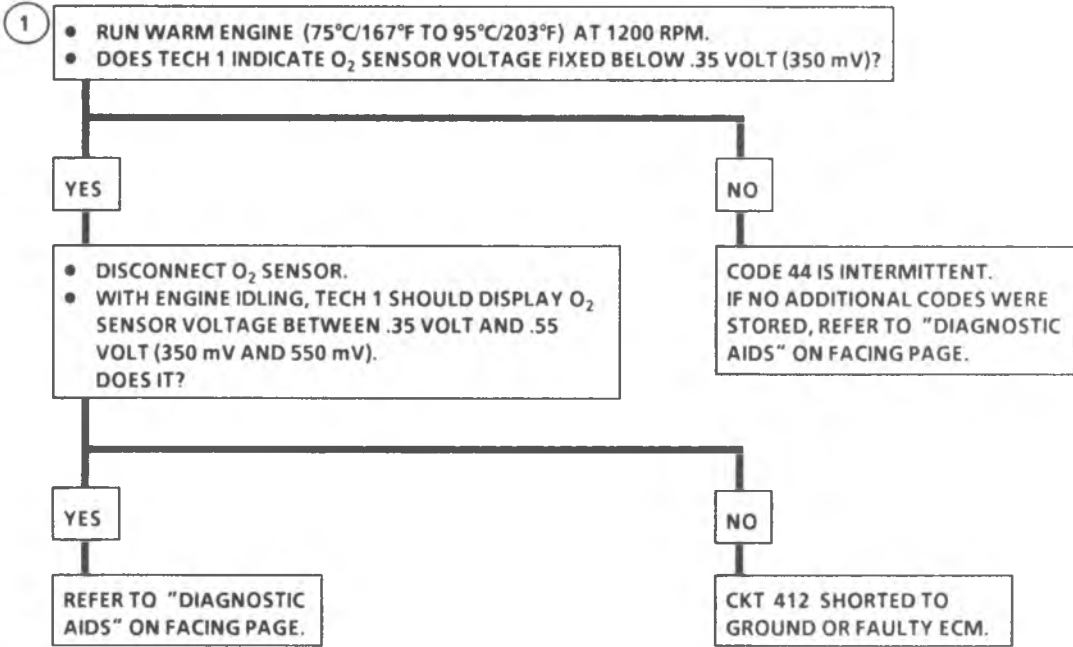 1
• RUN WARM ENGINE (75°C/167°F TO 95°C/203°F) AT 1200 RPM.
• DOES TECH 1 INDICATE O₂ SENSOR VOLTAGE FIXED BELOW .35 VOLT (350 mV)?
YES
NO
• DISCONNECT O₂ SENSOR.
• WITH ENGINE IDLING, TECH 1 SHOULD DISPLAY O₂
SENSOR VOLTAGE BETWEEN .35 VOLT AND .55
VOLT (350 mV AND 550 mV).
DOES IT?
CODE 44 IS INTERMITTENT.
IF NO ADDITIONAL CODES WERE
STORED, REFER TO "DIAGNOSTIC
AIDS" ON FACING PAGE.
YES
NO
REFER TO "DIAGNOSTIC
AIDS" ON FACING PAGE.
CKT 412 SHORTED TO
GROUND OR FAULTY ECM.